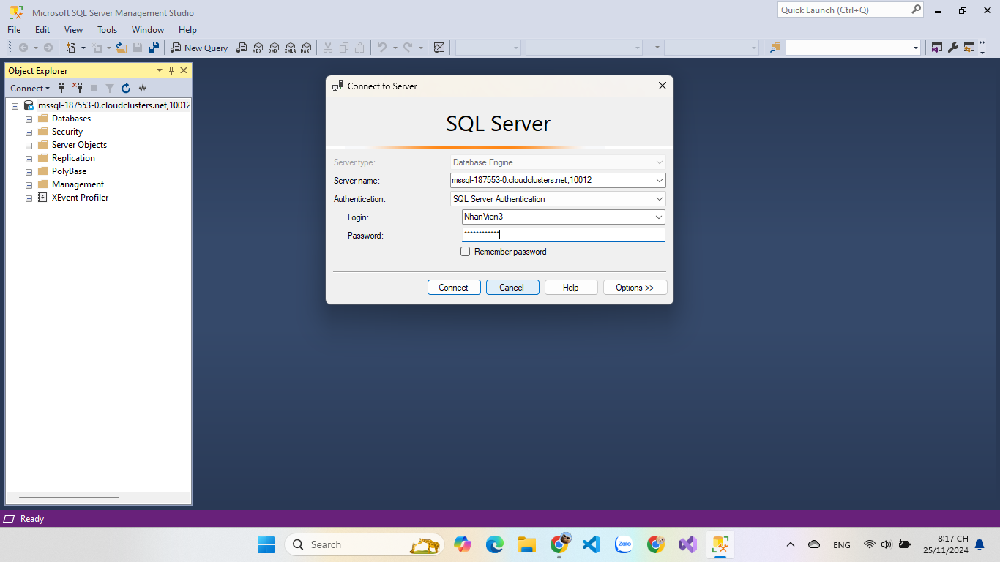 Microsoft SQL Server Management Studio
Quick Launch (Ctrl+Q)
File Edit View Tools Window Help
New Query
MDX DMX XMLA DAX
Object Explorer
Connect
mssql-187553-0.cloudclusters.net,10012
Databases
Security
Server Objects
Replication
PolyBase
Management
XEvent Profiler
Connect to Server
SQL Server
Server type: Database Engine
Server name: mssql-187553-0.cloudclusters.net,10012
Authentication: SQL Server Authentication
Login: NhanVien3
Password: ************
Remember password
Connect Cancel Help Options >>
Ready
Search
Zalo
ENG
8:17 CH
25/11/2024